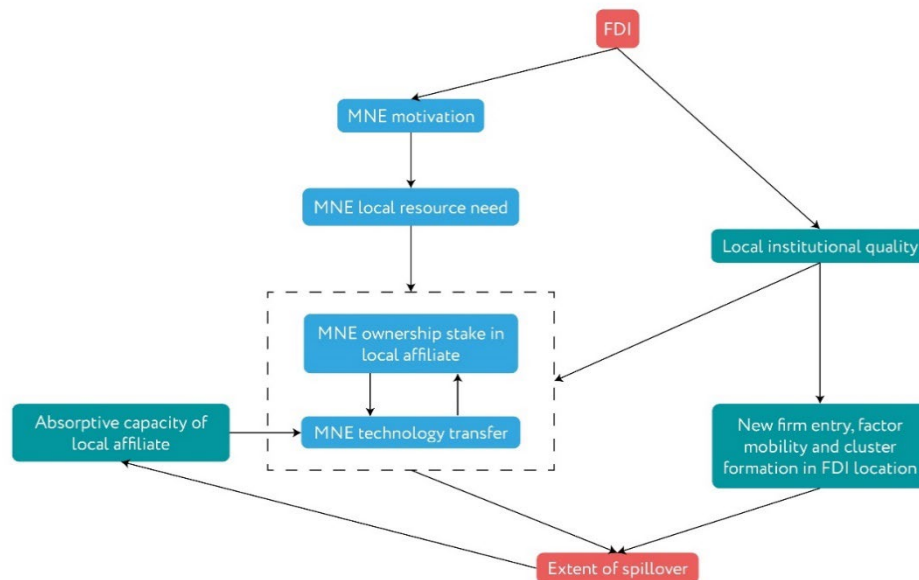 FDI
MNE motivation
MNE local resource need
Local institutional quality
MNE ownership stake in
local affiliate
MNE technology transfer
Absorptive capacity of
local affiliate
New firm entry, factor
mobility and cluster
formation in FDI location
Extent of spillover